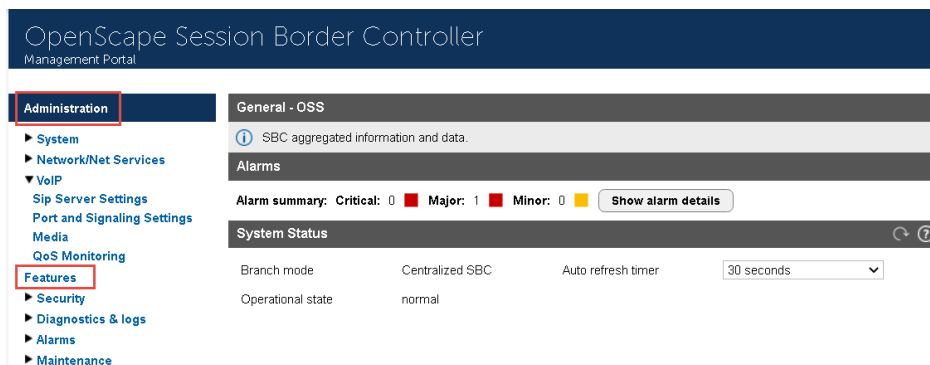 OpenScape Session Border Controller
Management Portal
Administration
System
Network/Net Services
VoIP
Sip Server Settings
Port and Signaling Settings
Media
QoS Monitoring
Features
Security
Diagnostics & logs
Alarms
Maintenance
General - OSS
SBC aggregated information and data.
Alarms
Alarm summary: Critical: 0 Major: 1 Minor: 0 Show alarm details
System Status
Branch mode Centralized SBC Auto refresh timer 30 seconds
Operational state normal